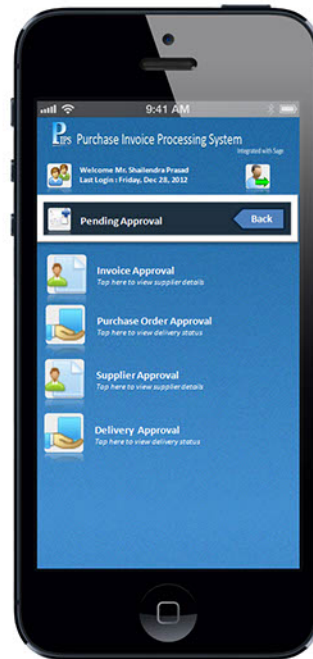 9:41 AM
PIPS Purchase Invoice Processing System
Integrated with Sage
Welcome Mr. Shailendra Prasad
Last Login : Friday, Dec 28, 2012
Pending Approval
Back
Invoice Approval
Tap here to view supplier details
Purchase Order Approval
Tap here to view delivery status
Supplier Approval
Tap here to view supplier details
Delivery Approval
Tap here to view delivery status